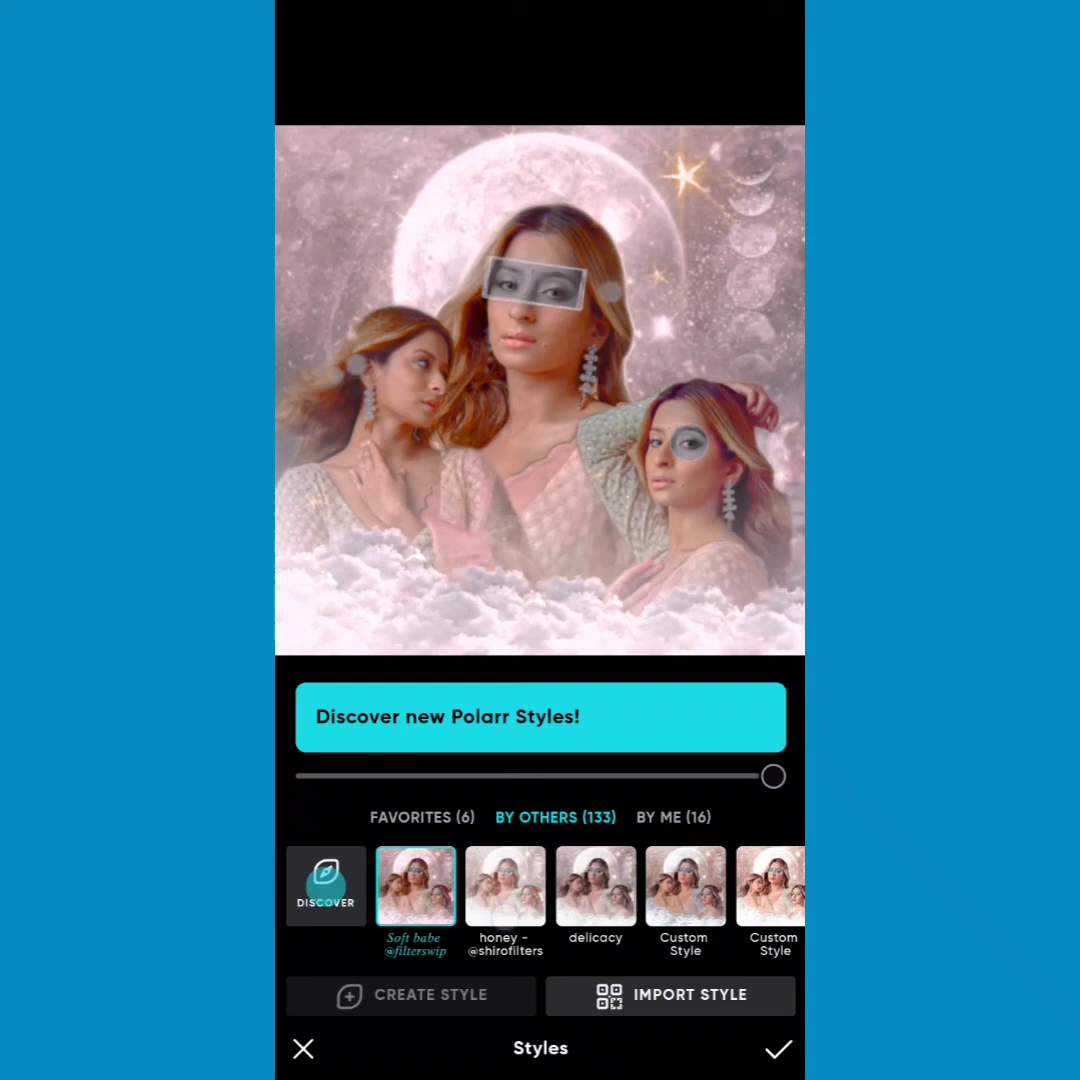 Discover new Polarr Styles!
FAVORITES (6) BY OTHERS (133) BY ME (16)
DISCOVER
Soft babe
@filterswip
honey -
@shirofilters
delicacy
Custom
Style
Custom
Style
CREATE STYLE IMPORT STYLE
Styles